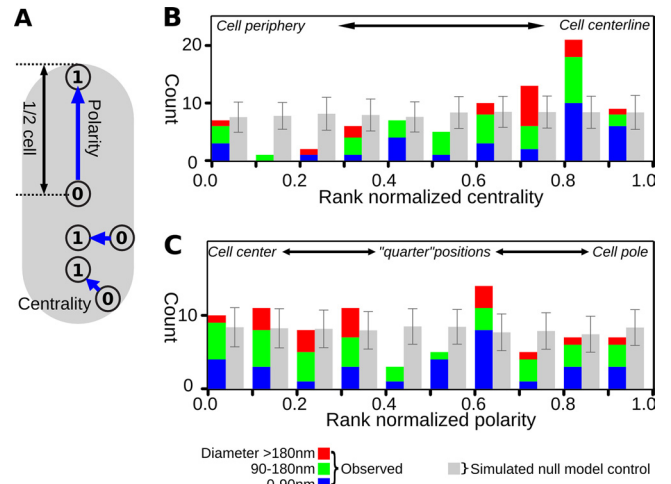 A
1
1/2 cell
Polarity
0
1 0
1
Centrality
0
B
Cell periphery Cell centerline
Count
20
10
0
0.0 0.2 0.4 0.6 0.8 1.0
Rank normalized centrality
C
Cell center "quarter"positions Cell pole
Count
10
0
0.0 0.2 0.4 0.6 0.8 1.0
Rank normalized polarity
Diameter >180nm
90-180nm } Observed } Simulated null model control
0-90nm